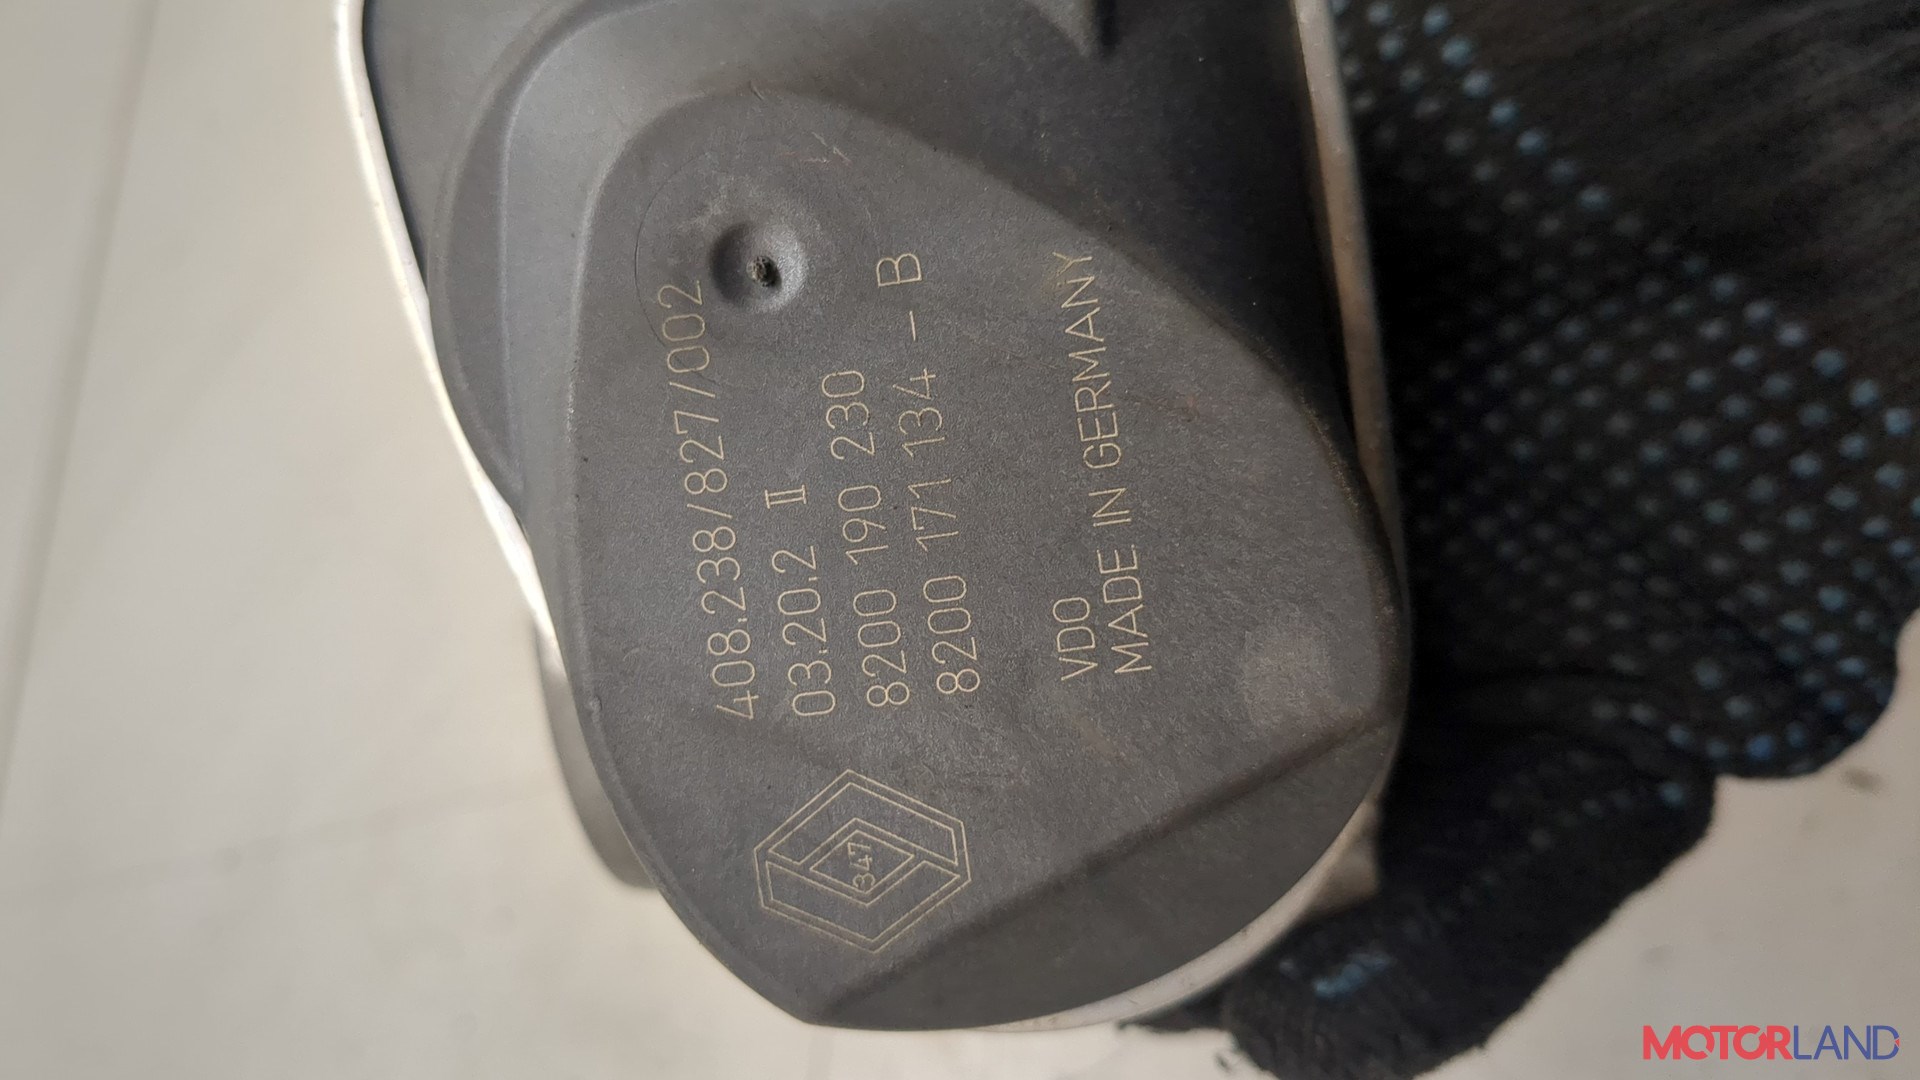 408.238/827/002
03.20.2 II
8200 190 230
8200 171 134 - B
VDO
MADE IN GERMANY
347
MOTORLAND